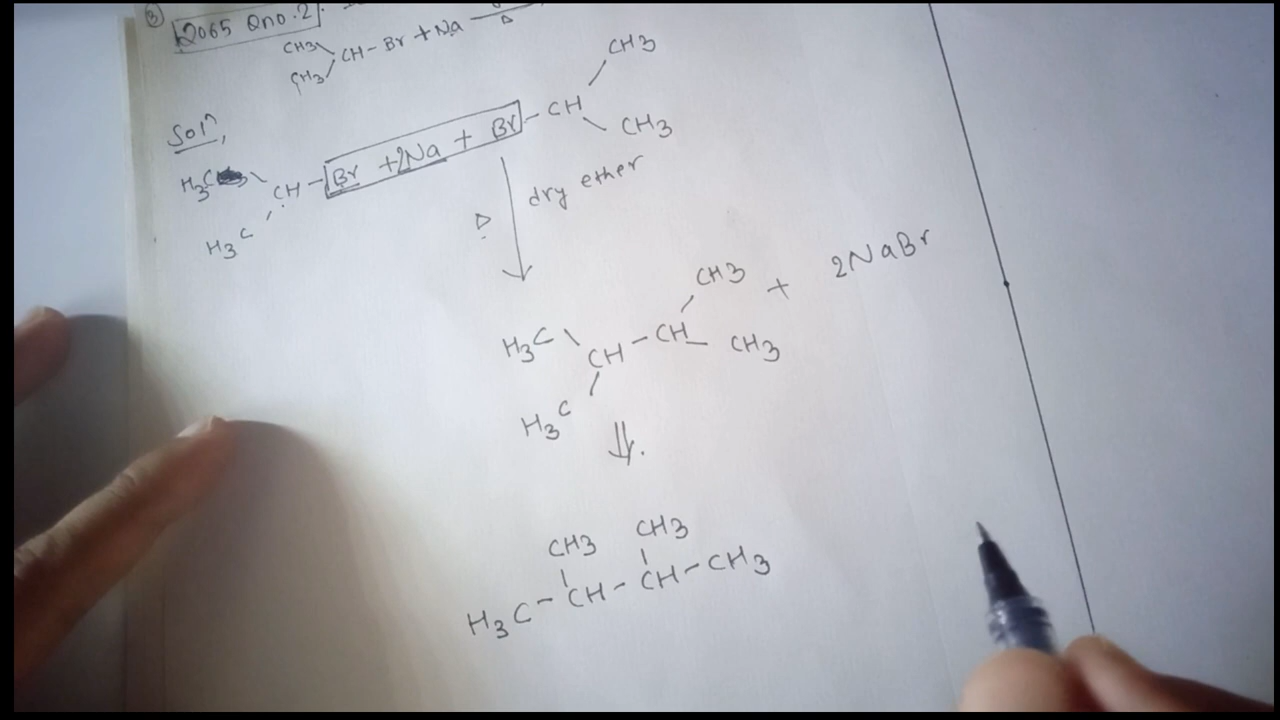 ③ 2065 Qno.2
CH3
CH3
CH-Br + Na
Δ
Soln,
H3C
H3C
CH-Br + 2Na + Br-CH
CH3
CH3
Δ
dry ether
H3C
H3C
CH-CH
CH3
CH3
+ 2NaBr
CH3 CH3
H3C-CH-CH-CH3